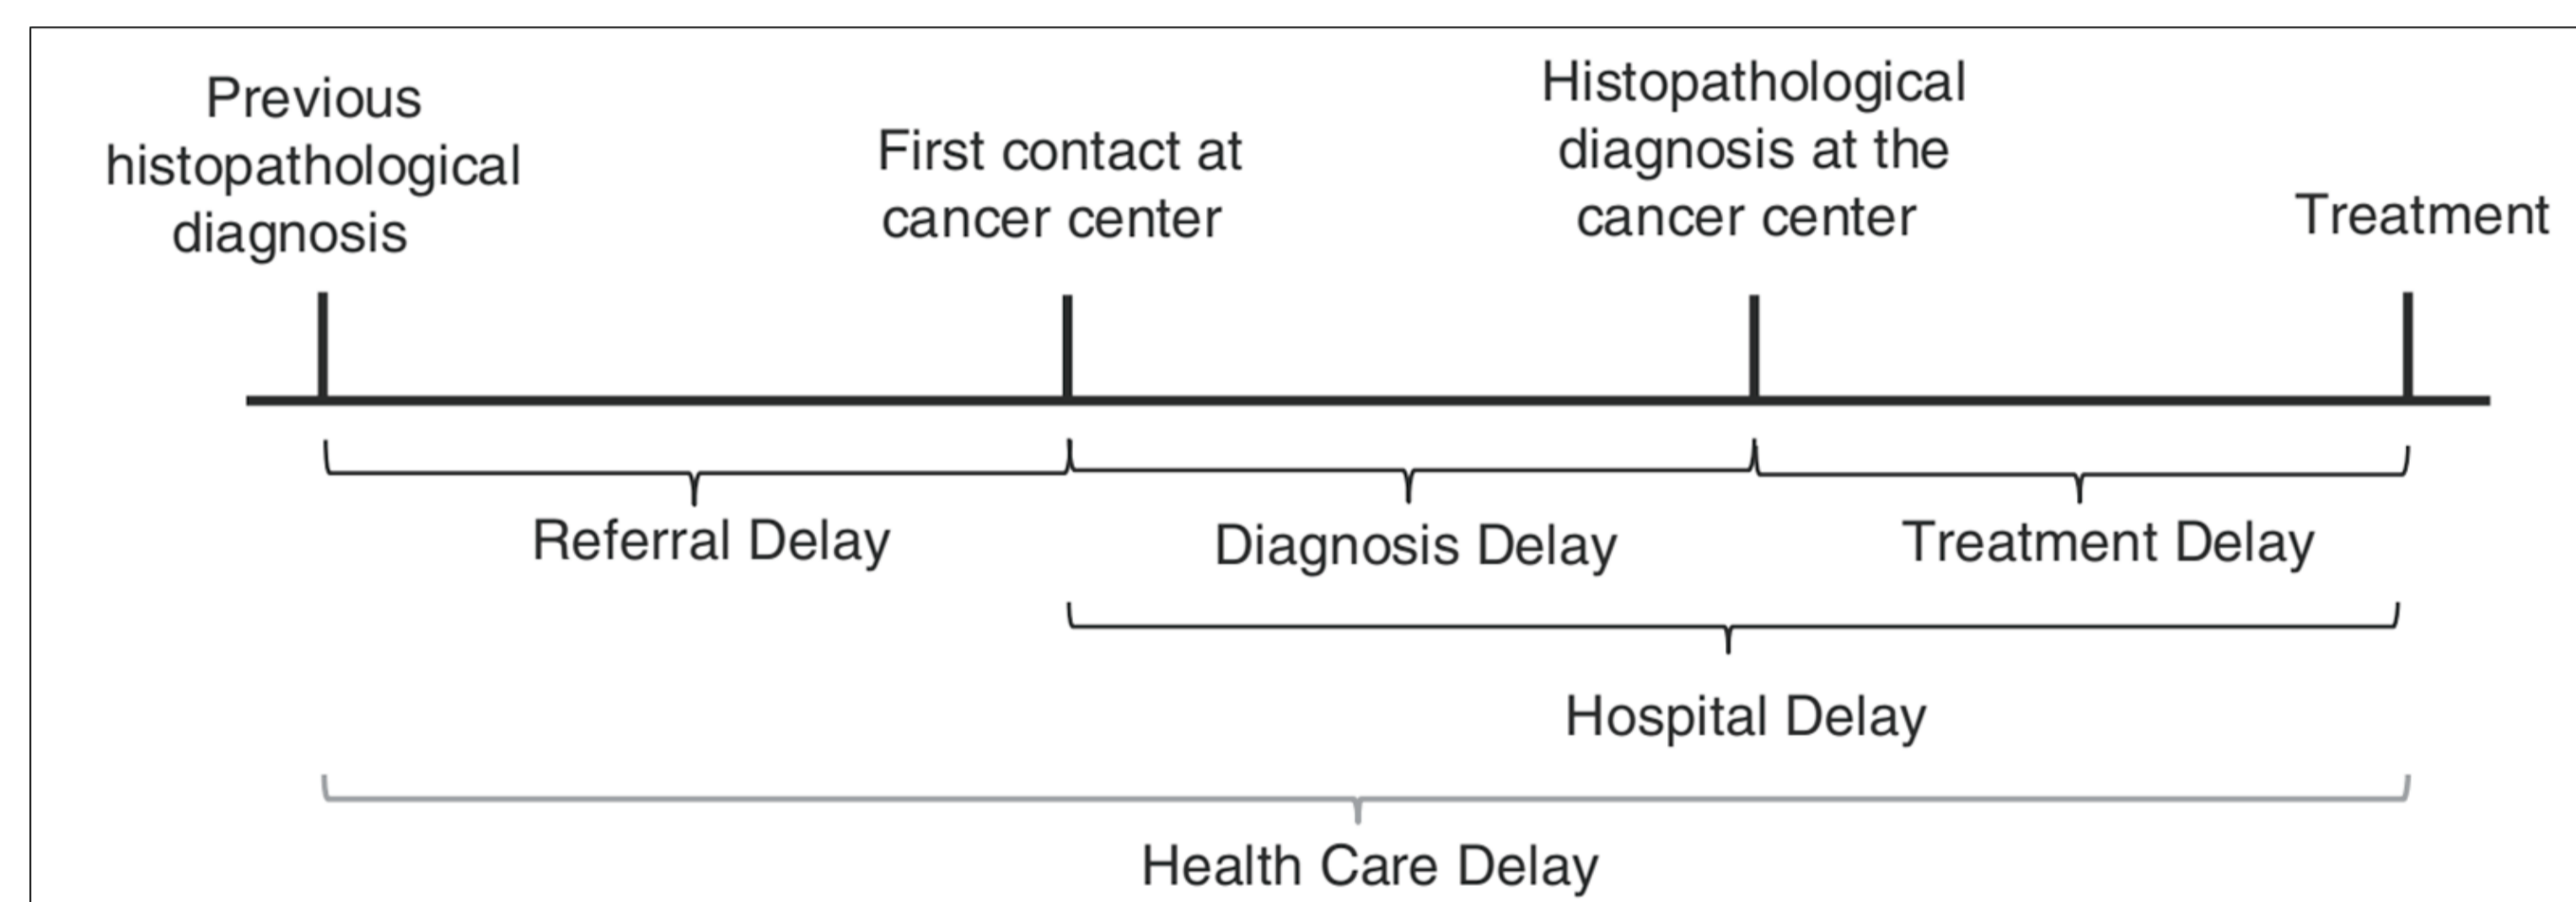 Previous
histopathological
diagnosis
First contact at
cancer center
Histopathological
diagnosis at the
cancer center
Treatment
Referral Delay
Diagnosis Delay
Treatment Delay
Hospital Delay
Health Care Delay